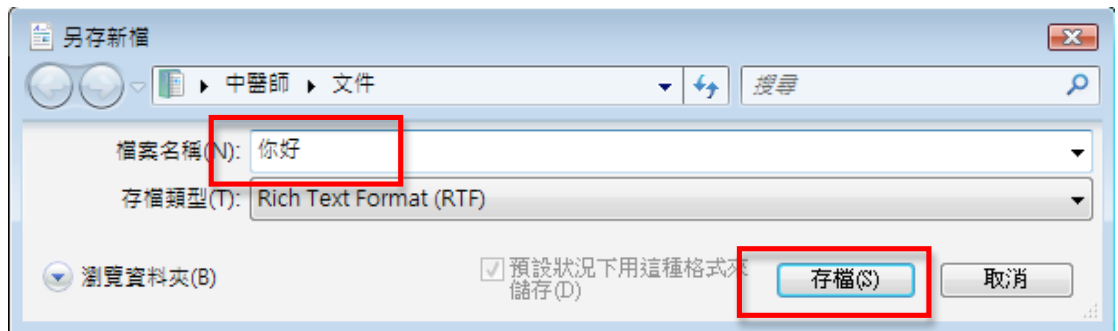 另存新檔
中醫師 文件
搜尋
檔案名稱(N): 你好
存檔類型(T): Rich Text Format (RTF)
瀏覽資料夾(B)
預設狀況下用這種格式來
儲存(D)
存檔(S)
取消